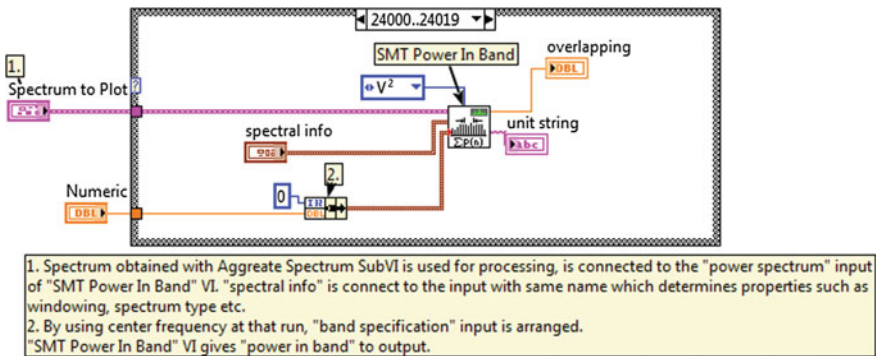 24000..24019
SMT Power In Band
overlapping
DBL
1.
Spectrum to Plot
?
V²
spectral info
unit string
abc
ΣP(n)
2.
Numeric
DBL
0
DBL
1. Spectrum obtained with Aggreate Spectrum SubVI is used for processing, is connected to the "power spectrum" input
of "SMT Power In Band" VI. "spectral info" is connect to the input with same name which determines properties such as
windowing, spectrum type etc.
2. By using center frequency at that run, "band specification" input is arranged.
"SMT Power In Band" VI gives "power in band" to output.